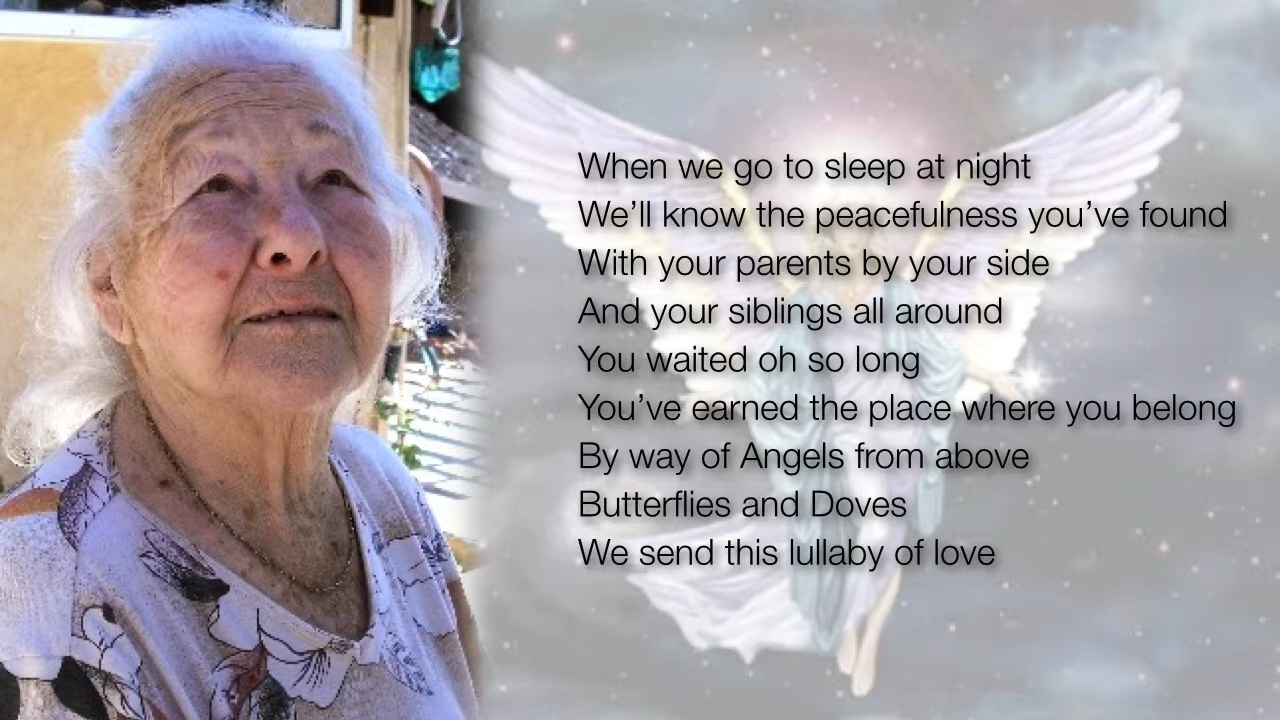 When we go to sleep at night
We’ll know the peacefulness you’ve found
With your parents by your side
And your siblings all around
You waited oh so long
You’ve earned the place where you belong
By way of Angels from above
Butterflies and Doves
We send this lullaby of love